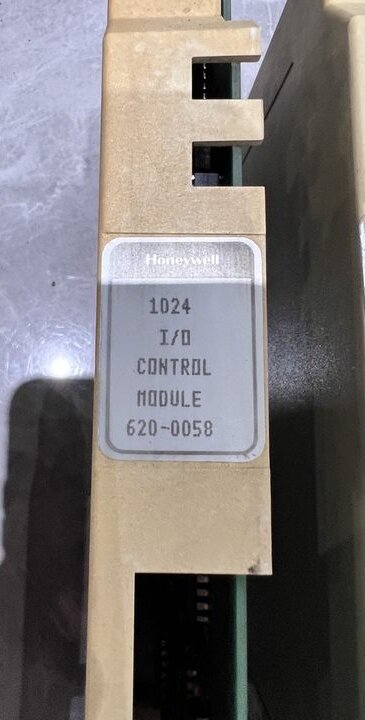 Honeywell
1024
I/O
CONTROL
MODULE
620-0058